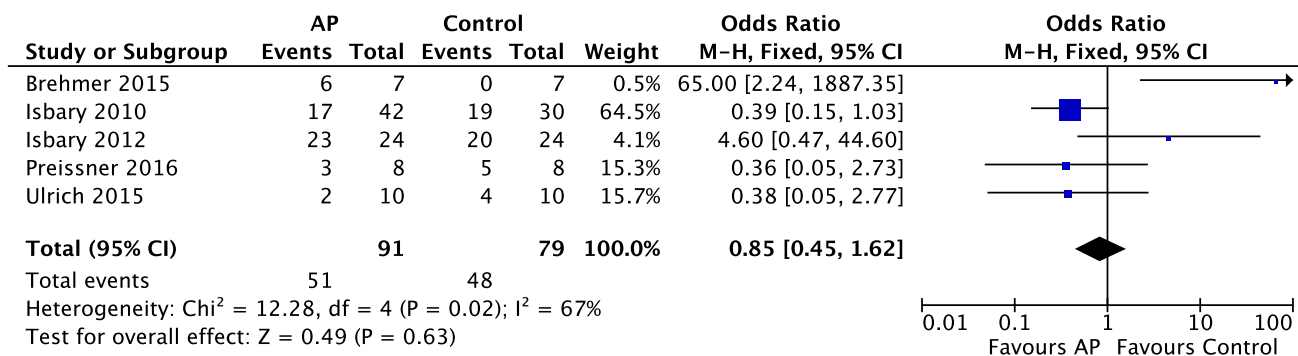 AP Control Odds Ratio Odds Ratio
Study or Subgroup Events Total Events Total Weight M-H, Fixed, 95% CI M-H, Fixed, 95% CI
Brehmer 2015 6 7 0 7 0.5% 65.00 [2.24, 1887.35]
Isbary 2010 17 42 19 30 64.5% 0.39 [0.15, 1.03]
Isbary 2012 23 24 20 24 4.1% 4.60 [0.47, 44.60]
Preissner 2016 3 8 5 8 15.3% 0.36 [0.05, 2.73]
Ulrich 2015 2 10 4 10 15.7% 0.38 [0.05, 2.77]
Total (95% CI) 91 79 100.0% 0.85 [0.45, 1.62]
Total events 51 48
Heterogeneity: Chi² = 12.28, df = 4 (P = 0.02); I² = 67%
Test for overall effect: Z = 0.49 (P = 0.63)
0.01 0.1 1 10 100
Favours AP Favours Control